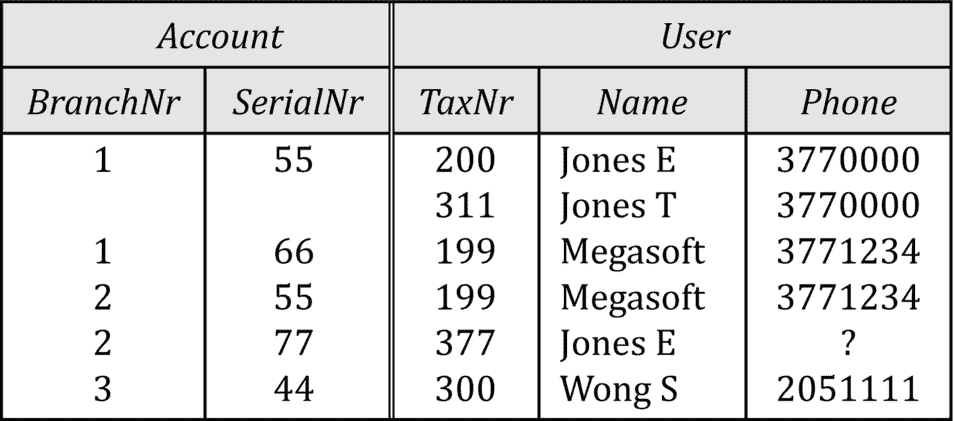 Account User
BranchNr SerialNr TaxNr Name Phone
1 55 200 Jones E 3770000
311 Jones T 3770000
1 66 199 Megasoft 3771234
2 55 199 Megasoft 3771234
2 77 377 Jones E ?
3 44 300 Wong S 2051111